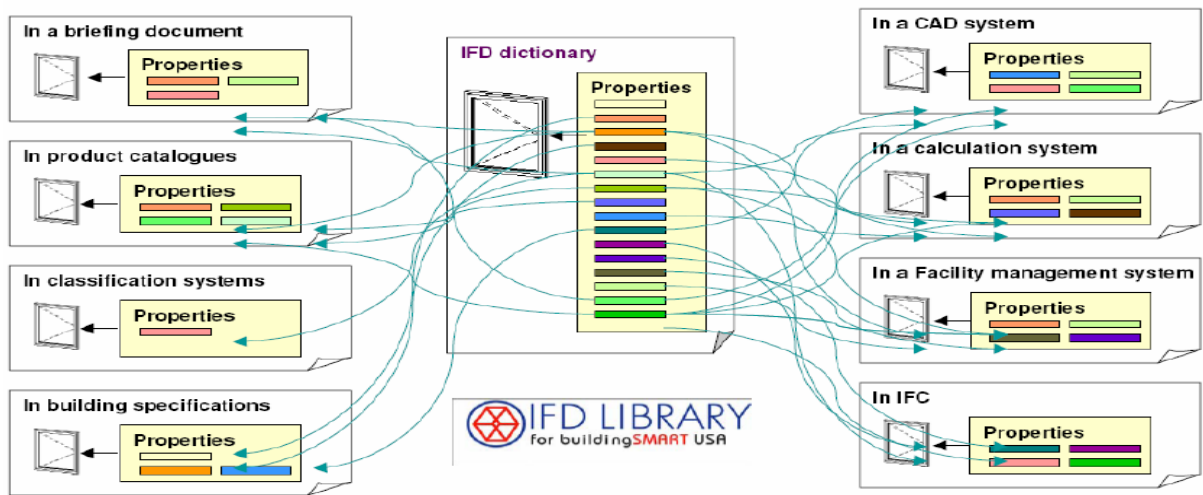 In a briefing document
Properties
In product catalogues
Properties
In classification systems
Properties
In building specifications
Properties
IFD dictionary
Properties
IFD LIBRARY
for buildingSMART USA
In a CAD system
Properties
In a calculation system
Properties
In a Facility management system
Properties
In IFC
Properties